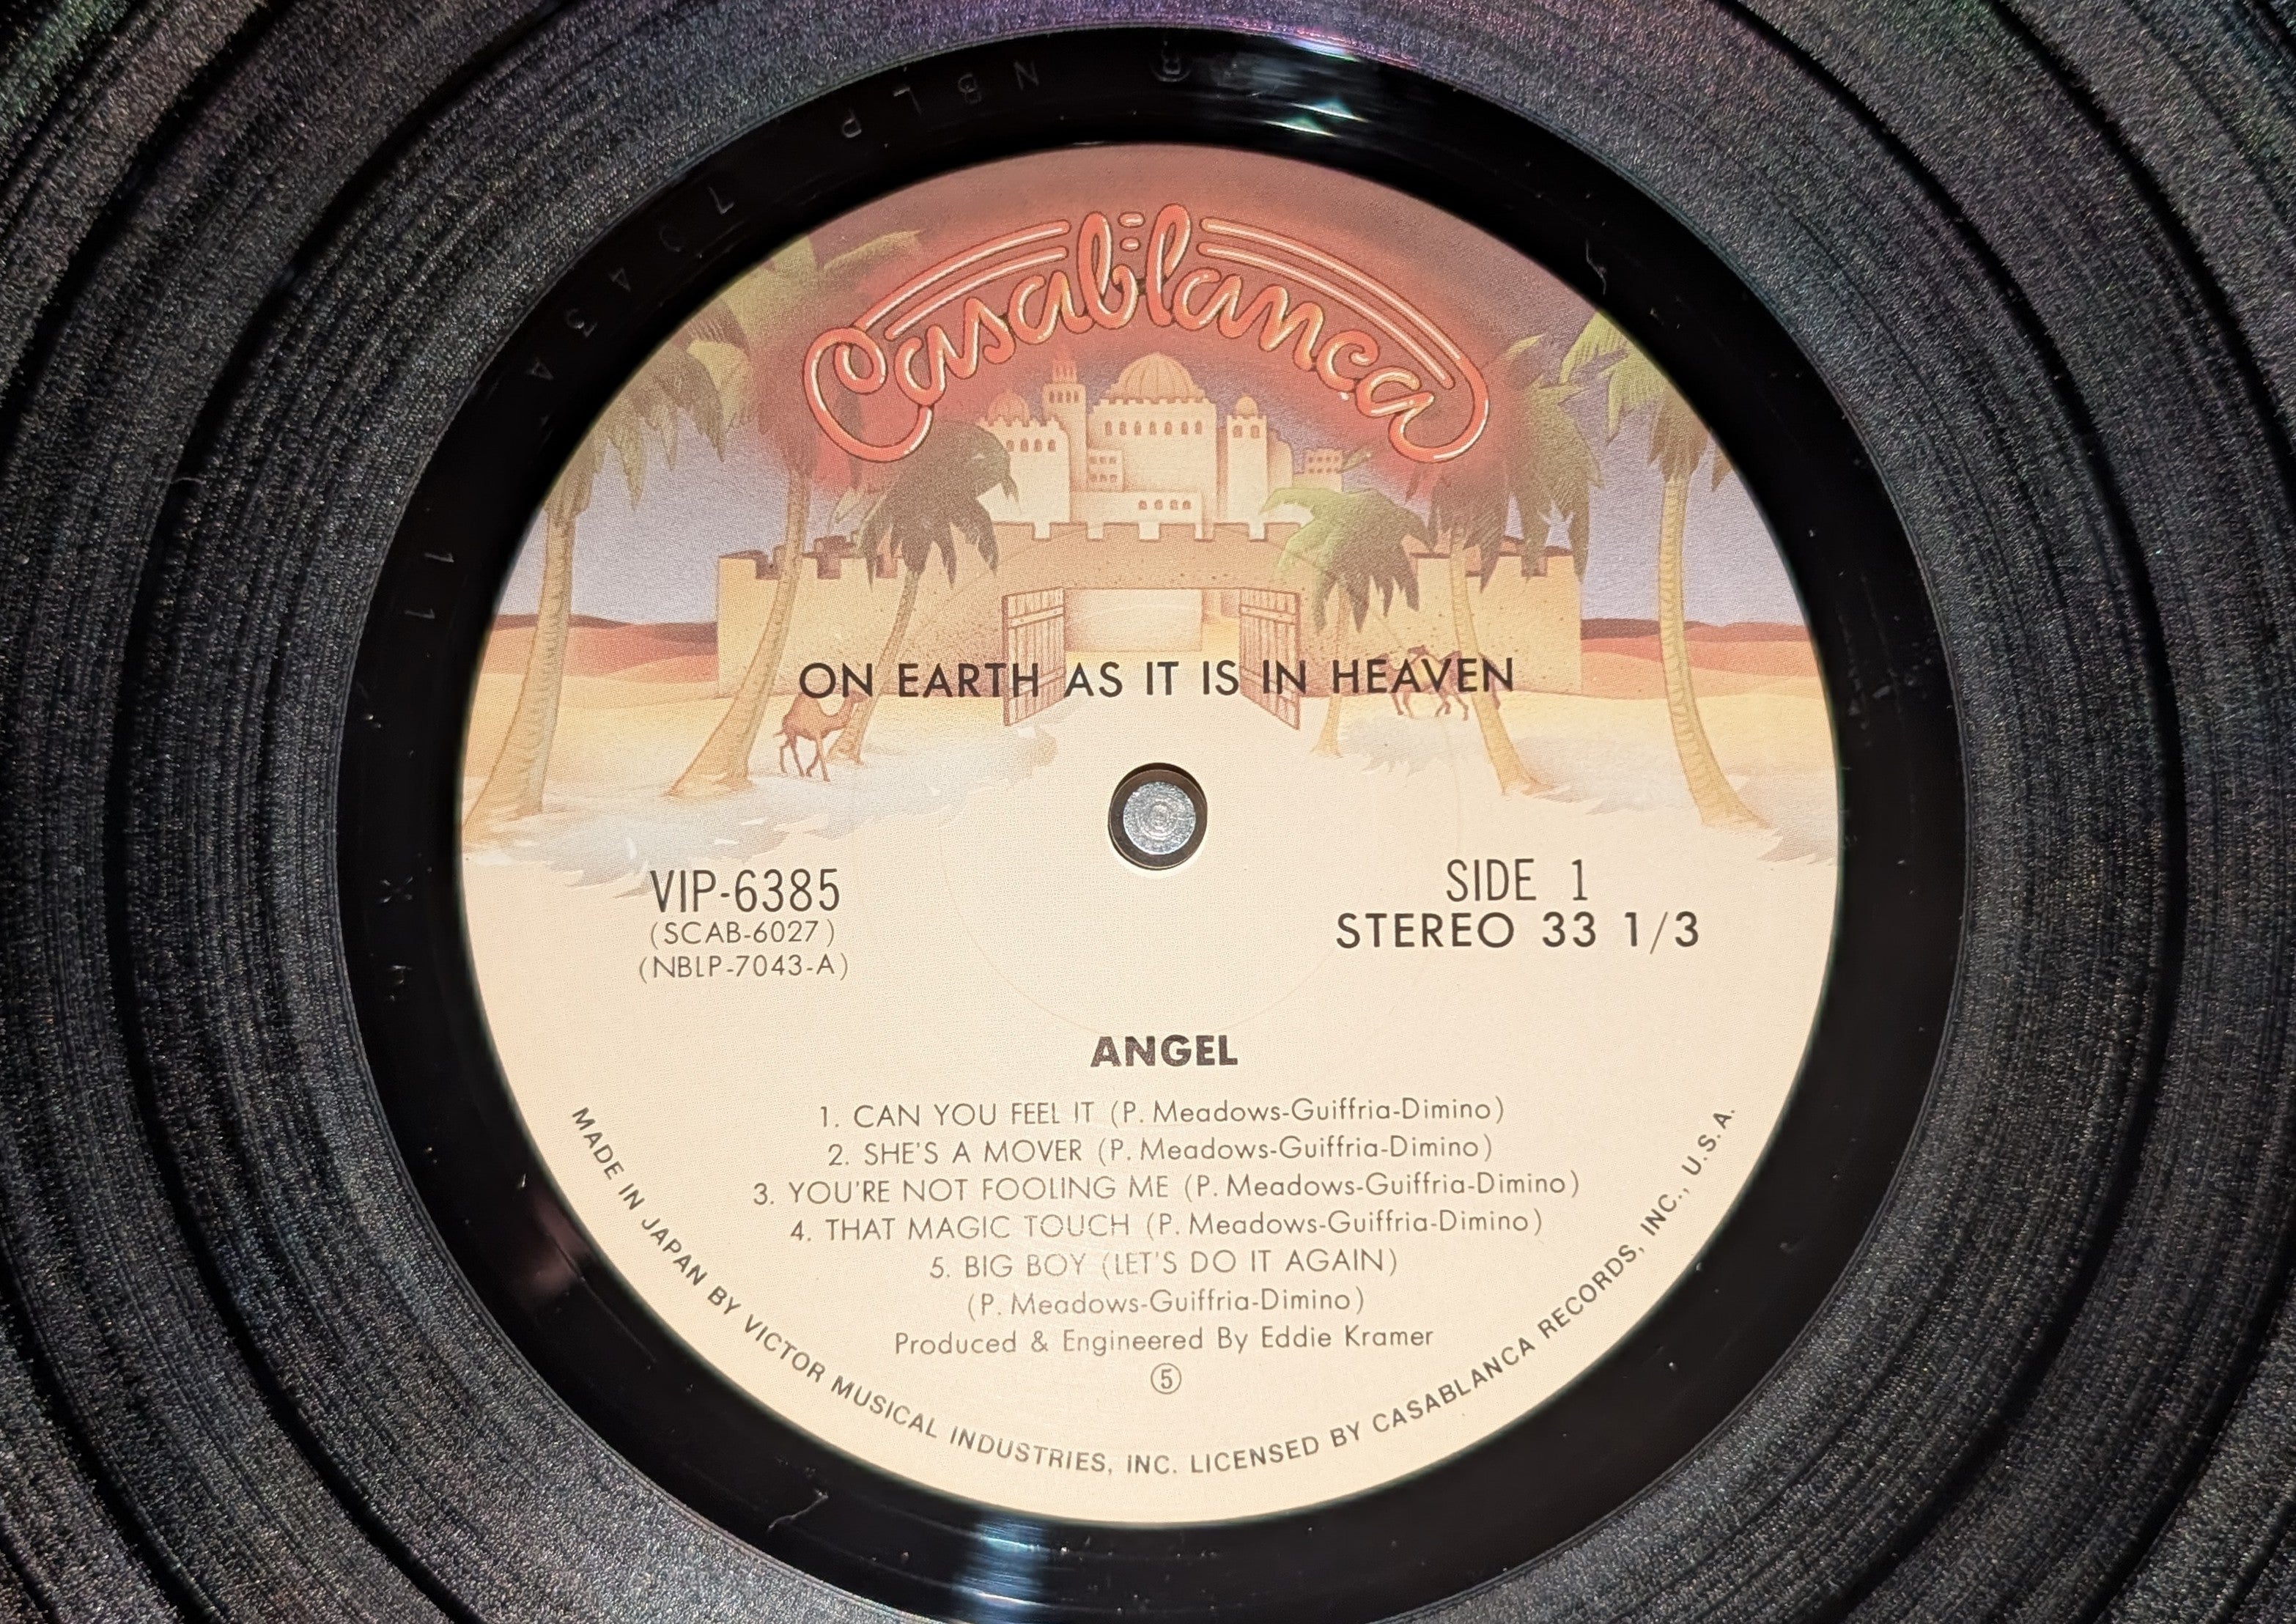 Casablanca
ON EARTH AS IT IS IN HEAVEN
VIP-6385
(SCAB-6027)
(NBLP-7043-A)
SIDE 1
STEREO 33 1/3
ANGEL
1. CAN YOU FEEL IT (P. Meadows-Guiffria-Dimino)
2. SHE'S A MOVER (P. Meadows-Guiffria-Dimino)
3. YOU'RE NOT FOOLING ME (P. Meadows-Guiffria-Dimino)
4. THAT MAGIC TOUCH (P. Meadows-Guiffria-Dimino)
5. BIG BOY (LET'S DO IT AGAIN)
(P. Meadows-Guiffria-Dimino)
Produced & Engineered By Eddie Kramer
⑤
MADE IN JAPAN BY VICTOR MUSICAL INDUSTRIES, INC. LICENSED BY CASABLANCA RECORDS, INC., U.S.A.
NBLP